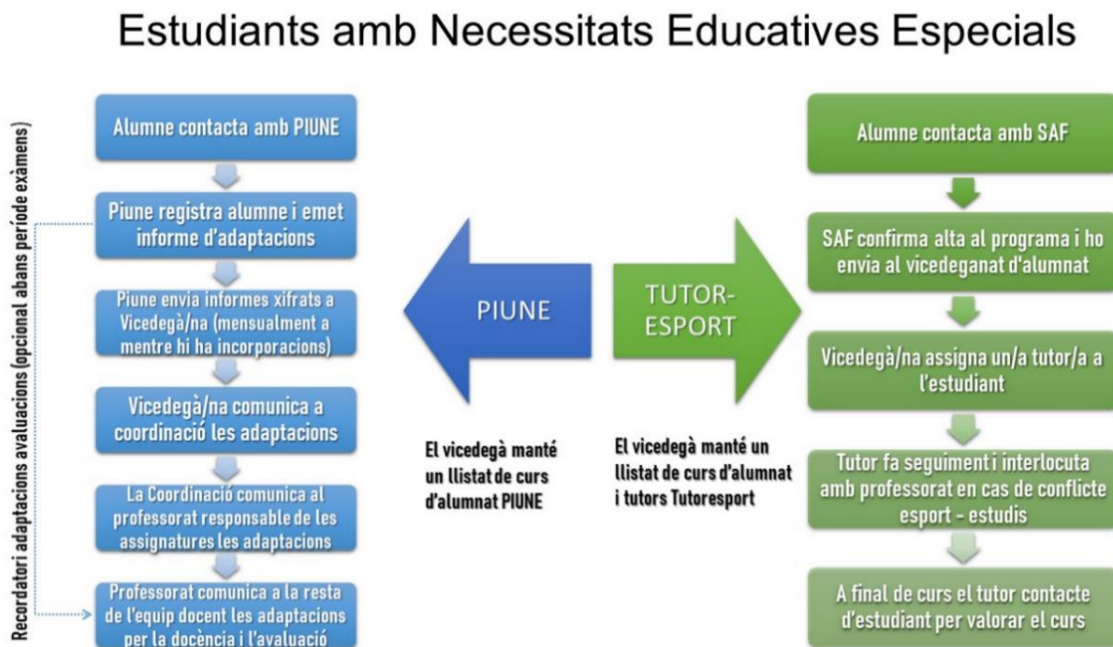 Estudiants amb Necessitats Educatives Especials
Recordatori adaptacions avaluacions (opcional abans període exàmens)
Alumne contacta amb PIUNE
Piune registra alumne i emet
informe d'adaptacions
Piune envia informes xifrats a
Vicedegà/na (mensualment a
mentre hi ha incorporacions)
Vicedegà/na comunica a
coordinació les adaptacions
La Coordinació comunica al
professorat responsable de les
assignatures les adaptacions
Professorat comunica a la resta
de l'equip docent les adaptacions
per la docència i l'avaluació
PIUNE
El vicedegà manté
un llistat de curs
d'alumnat PIUNE
TUTOR-
ESPORT
El vicedegà manté un
llistat de curs d'alumnat
i tutors Tutoresport
Alumne contacta amb SAF
SAF confirma alta al programa i ho
envia al vicedeganat d'alumnat
Vicedegà/na assigna un/a tutor/a a
l'estudiant
Tutor fa seguiment i interlocuta
amb professorat en cas de conflicte
esport - estudis
A final de curs el tutor contacte
d'estudiant per valorar el curs